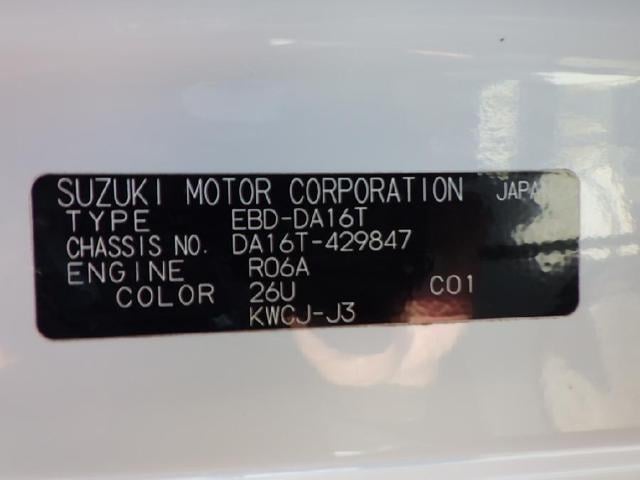 SUZUKI MOTOR CORPORATION JAPAN
TYPE EBD-DA16T
CHASSIS NO. DA16T-429847
ENGINE R06A
COLOR 26U C01
KWCJ-J3